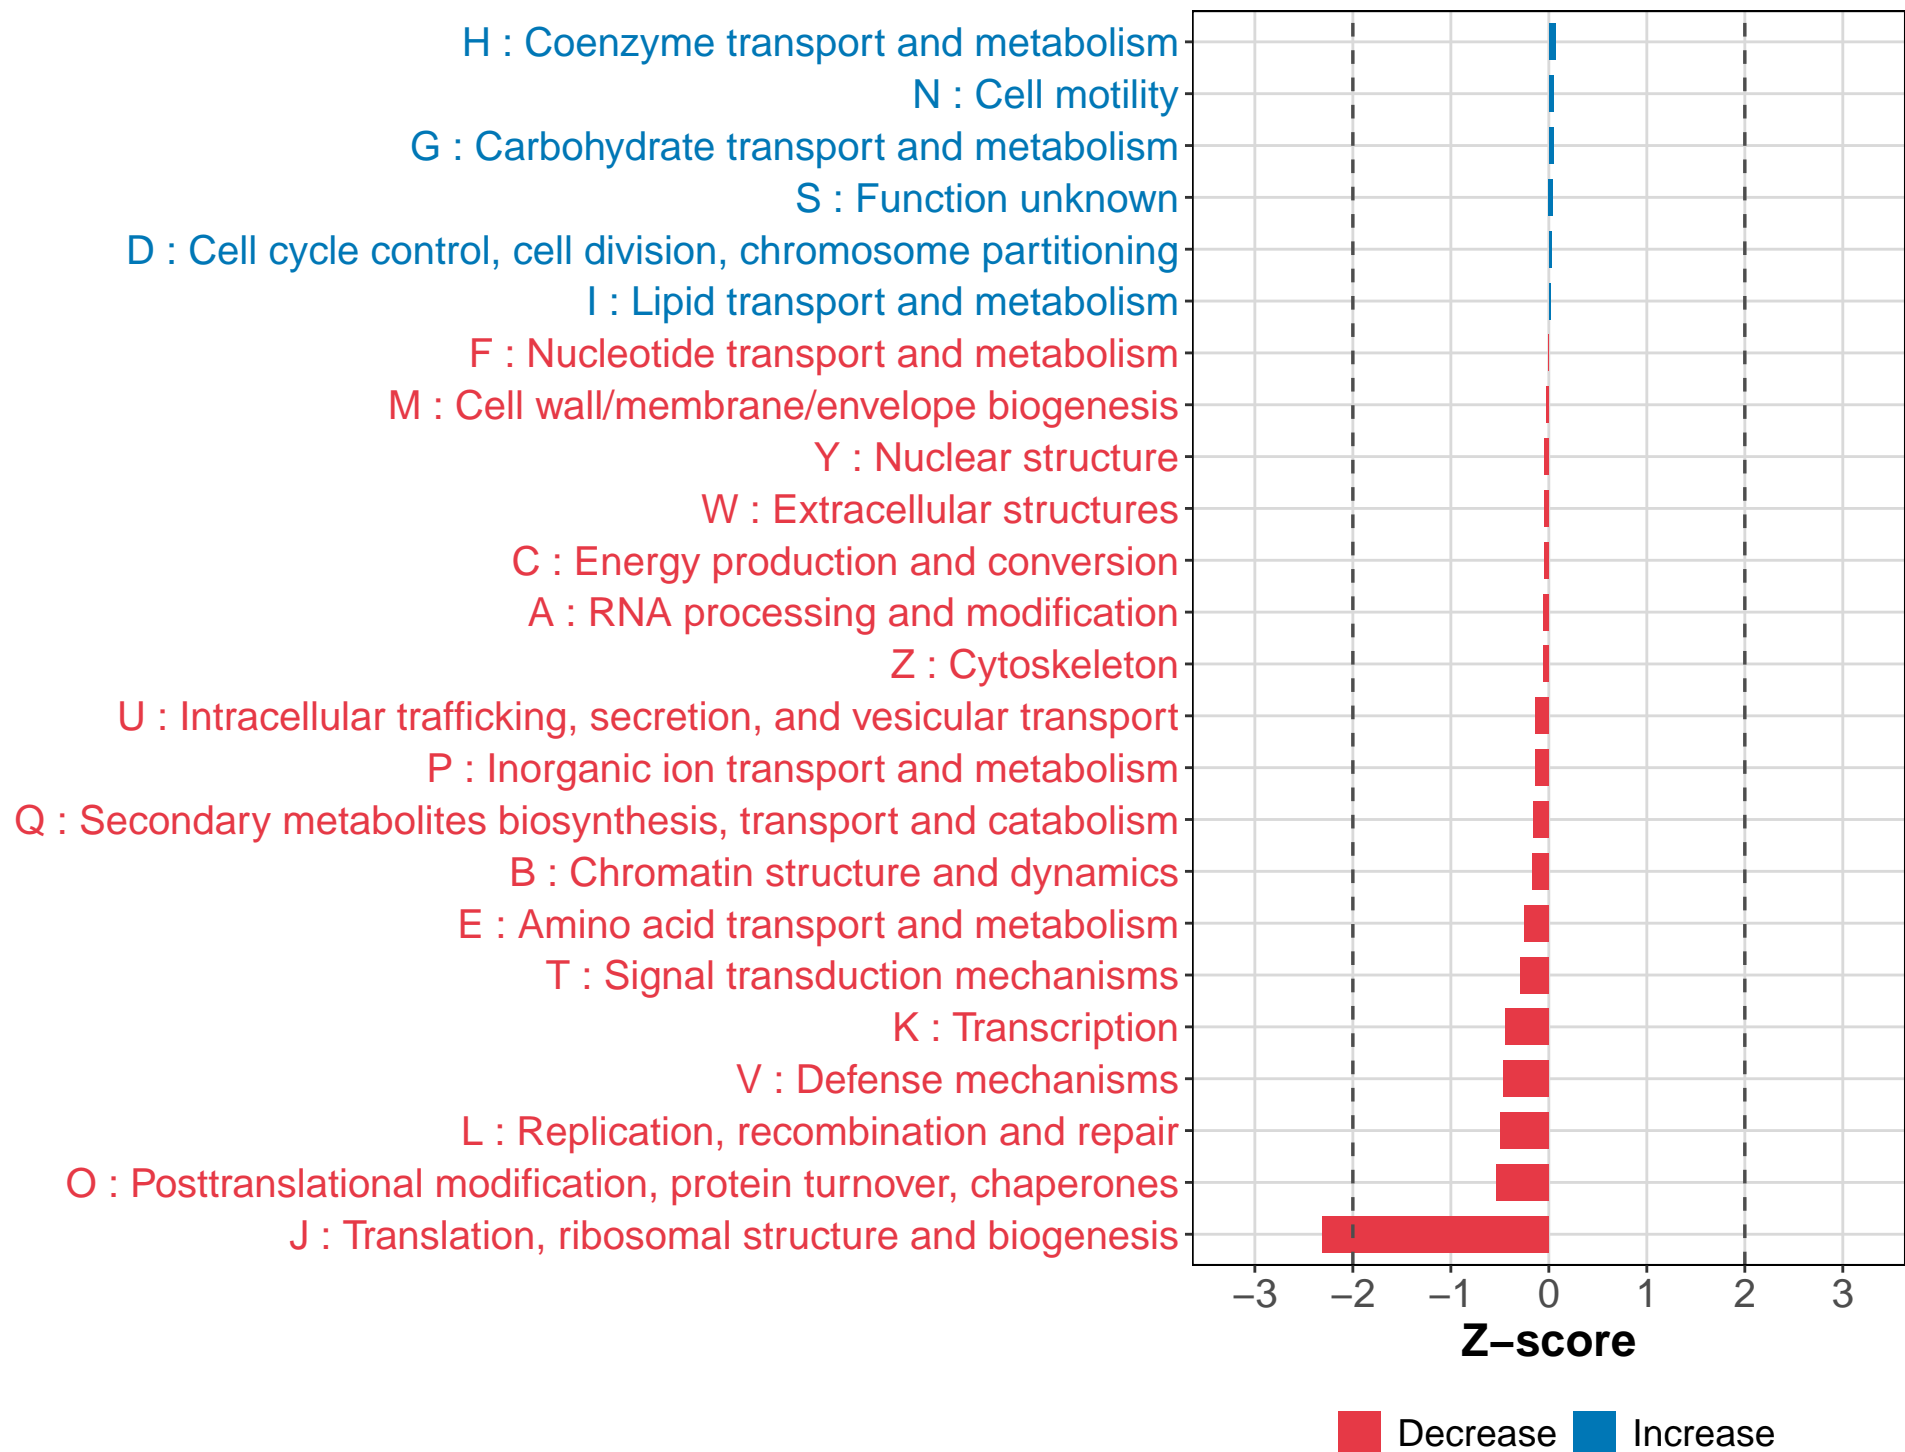 H : Coenzyme transport and metabolism
N : Cell motility
G : Carbohydrate transport and metabolism
S : Function unknown
D : Cell cycle control, cell division, chromosome partitioning
I : Lipid transport and metabolism
F : Nucleotide transport and metabolism
M : Cell wall/membrane/envelope biogenesis
Y : Nuclear structure
W : Extracellular structures
C : Energy production and conversion
A : RNA processing and modification
Z : Cytoskeleton
U : Intracellular trafficking, secretion, and vesicular transport
P : Inorganic ion transport and metabolism
Q : Secondary metabolites biosynthesis, transport and catabolism
B : Chromatin structure and dynamics
E : Amino acid transport and metabolism
T : Signal transduction mechanisms
K : Transcription
V : Defense mechanisms
L : Replication, recombination and repair
O : Posttranslational modification, protein turnover, chaperones
J : Translation, ribosomal structure and biogenesis
−3 −2 −1 0 1 2 3
Z−score
Decrease Increase